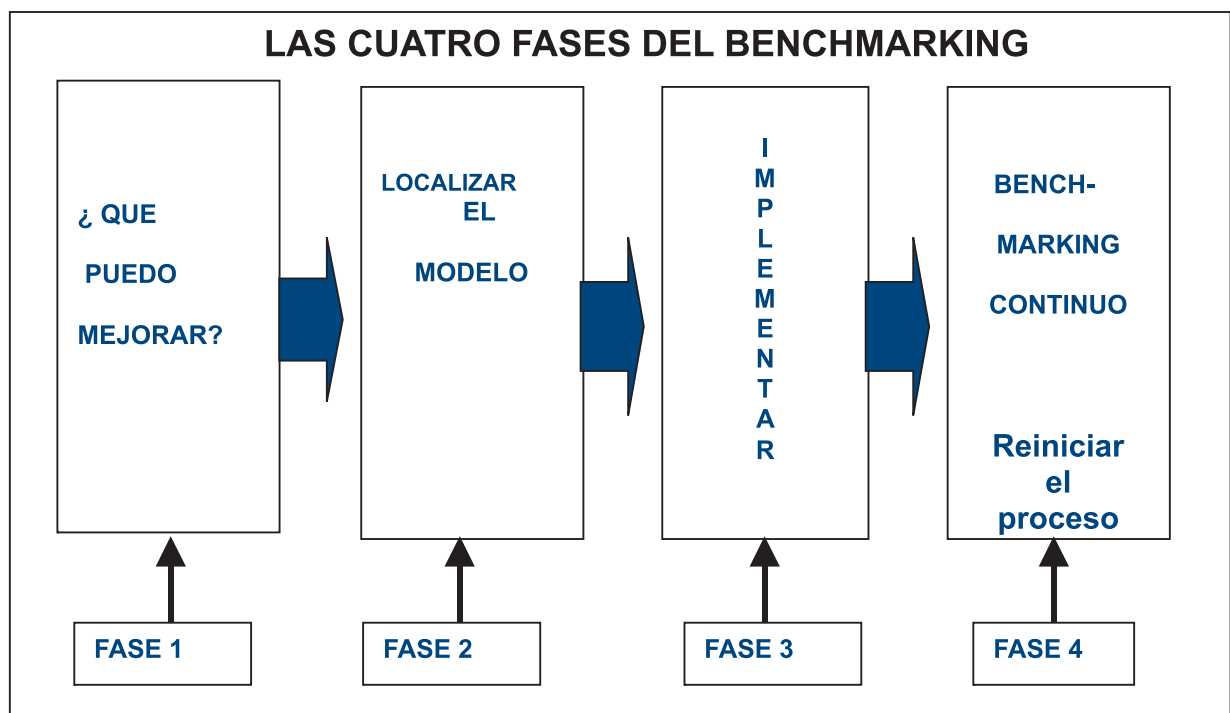 LAS CUATRO FASES DEL BENCHMARKING
¿ QUE
PUEDO
MEJORAR?
LOCALIZAR
EL
MODELO
I
M
P
L
E
M
E
N
T
A
R
BENCH-
MARKING
CONTINUO
Reiniciar
el
proceso
FASE 1
FASE 2
FASE 3
FASE 4